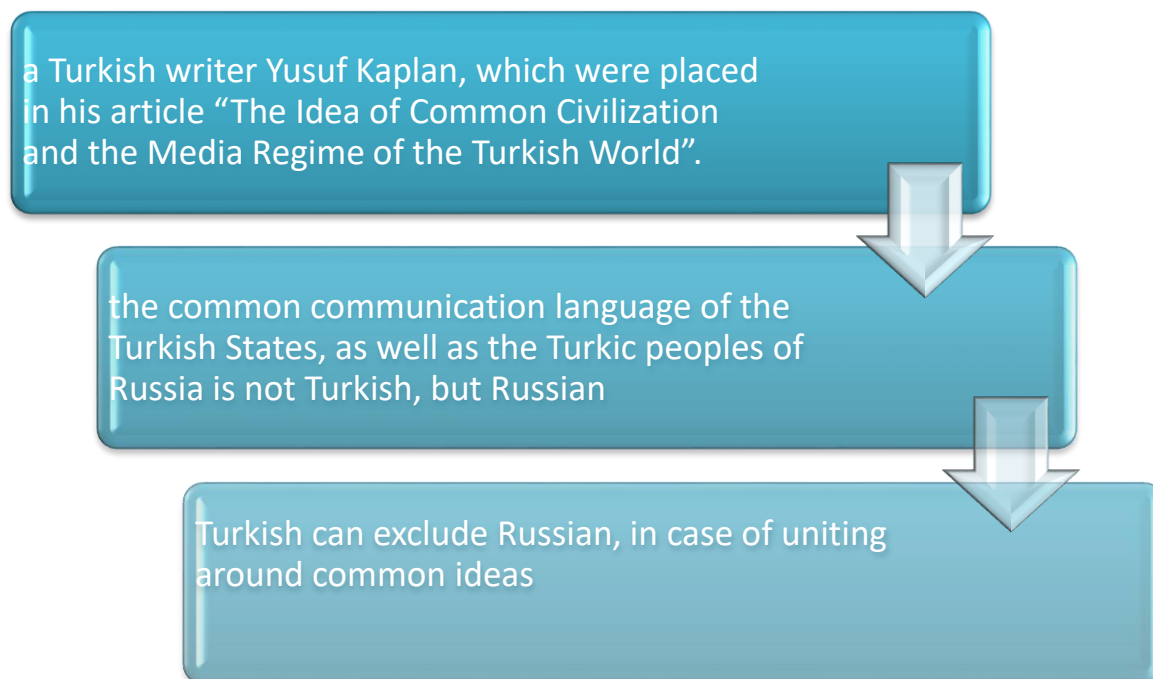 a Turkish writer Yusuf Kaplan, which were placed
in his article “The Idea of Common Civilization
and the Media Regime of the Turkish World”.
the common communication language of the
Turkish States, as well as the Turkic peoples of
Russia is not Turkish, but Russian
Turkish can exclude Russian, in case of uniting
around common ideas